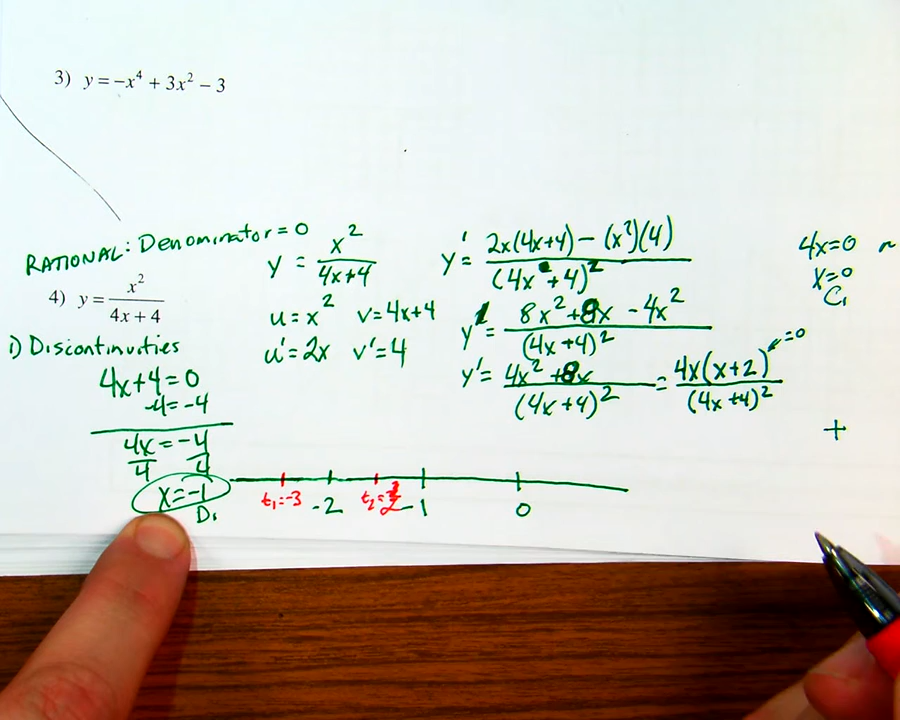 3) y = −x⁴ + 3x² − 3
RATIONAL: Denominator = 0
4) y = x² / (4x + 4)
1) Discontinuities
4x+4=0
-4=-4
4x/4 = -4/4
x=-1
D₁
y = x² / (4x+4)
u=x² v=4x+4
u'=2x v'=4
y' = (2x(4x+4) − (x²)(4)) / (4x+4)²
y' = (8x²+8x −4x²) / (4x+4)²
y' = (4x²+8x) / (4x+4)² = 4x(x+2) / (4x+4)²
=0
4x=0
x=0
C₁
+
t₁=-3 -2 t₂= -1 0